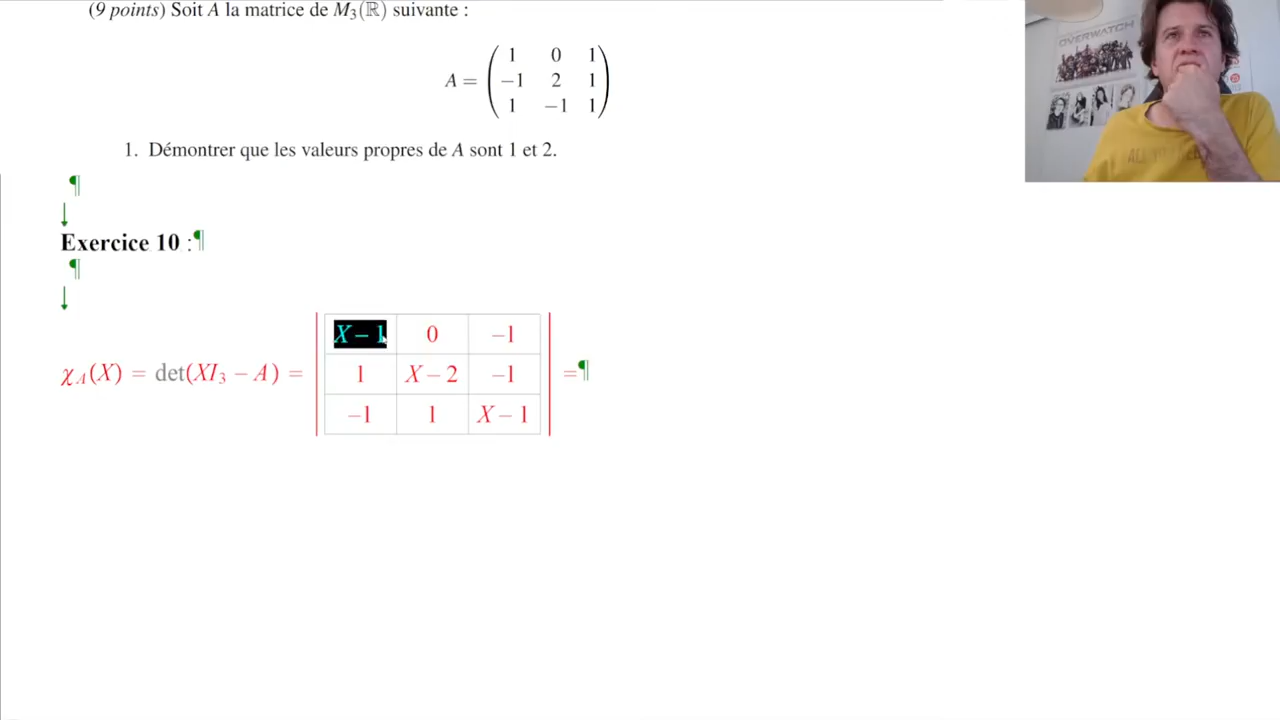 (9 points) Soit A la matrice de M₃(ℝ) suivante :
A = ( 1 0 1
−1 2 1
1 −1 1 )
1. Démontrer que les valeurs propres de A sont 1 et 2.
¶
↓
Exercice 10 :¶
¶
↓
χ_A(X) = det(XI₃ − A) = | X − 1 0 −1
1 X − 2 −1
−1 1 X − 1 | =¶
OVERWATCH